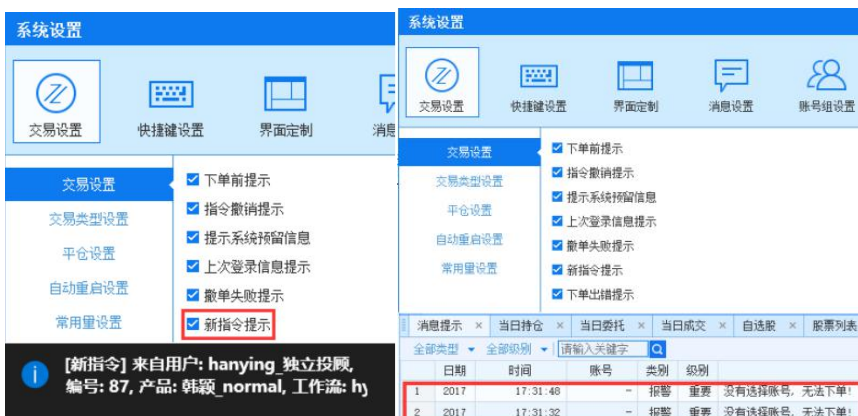 系统设置
交易设置
快捷键设置
界面定制
消息
交易设置
交易类型设置
平仓设置
自动重启设置
常用量设置
下单前提示
指令撤销提示
提示系统预留信息
上次登录信息提示
撤单失败提示
新指令提示
[新指令] 来自用户: hanying_独立投顾,
编号: 87, 产品: 韩颖_normal, 工作流: hy
系统设置
交易设置
快捷键设置
界面定制
消息设置
账号组设置
交易设置
交易类型设置
平仓设置
自动重启设置
常用量设置
下单前提示
指令撤销提示
提示系统预留信息
上次登录信息提示
撤单失败提示
新指令提示
下单出错提示
消息提示 × 当日持仓 × 当日委托 × 当日成交 × 自选股 × 股票列表
全部类型 全部级别 请输入关键字
日期 时间 账号 类别 级别
1 2017 17:31:48 - 报警 重要 没有选择账号, 无法下单!
2 2017 17:31:32 - 报警 重要 没有选择账号, 无法下单!